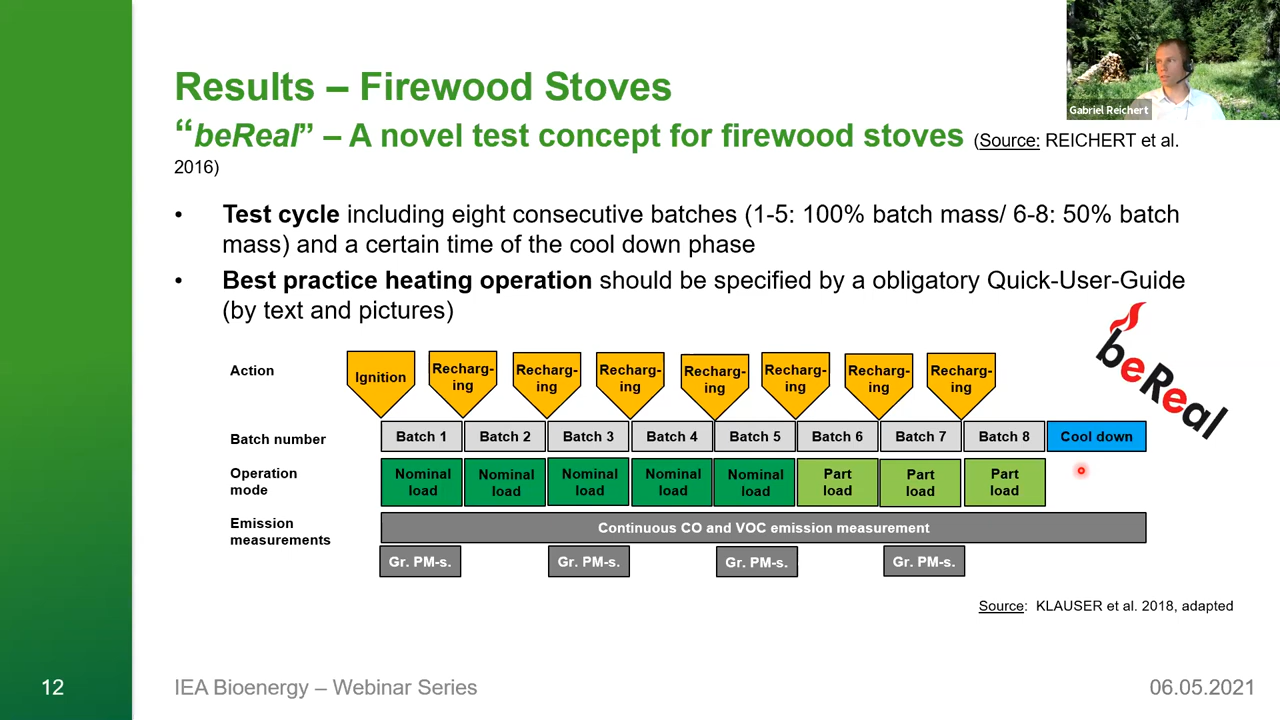 Results – Firewood Stoves
“beReal” – A novel test concept for firewood stoves (Source: REICHERT et al.
2016)
Gabriel Reichert
• Test cycle including eight consecutive batches (1-5: 100% batch mass/ 6-8: 50% batch
mass) and a certain time of the cool down phase
• Best practice heating operation should be specified by a obligatory Quick-User-Guide
(by text and pictures)
beReal
Action
Ignition
Recharg-
ing
Recharg-
ing
Recharg-
ing
Recharg-
ing
Recharg-
ing
Recharg-
ing
Recharg-
ing
Batch number
Batch 1
Batch 2
Batch 3
Batch 4
Batch 5
Batch 6
Batch 7
Batch 8
Cool down
Operation
mode
Nominal
load
Nominal
load
Nominal
load
Nominal
load
Nominal
load
Part
load
Part
load
Part
load
Emission
measurements
Continuous CO and VOC emission measurement
Gr. PM-s.
Gr. PM-s.
Gr. PM-s.
Gr. PM-s.
Source: KLAUSER et al. 2018, adapted
12
IEA Bioenergy – Webinar Series
06.05.2021